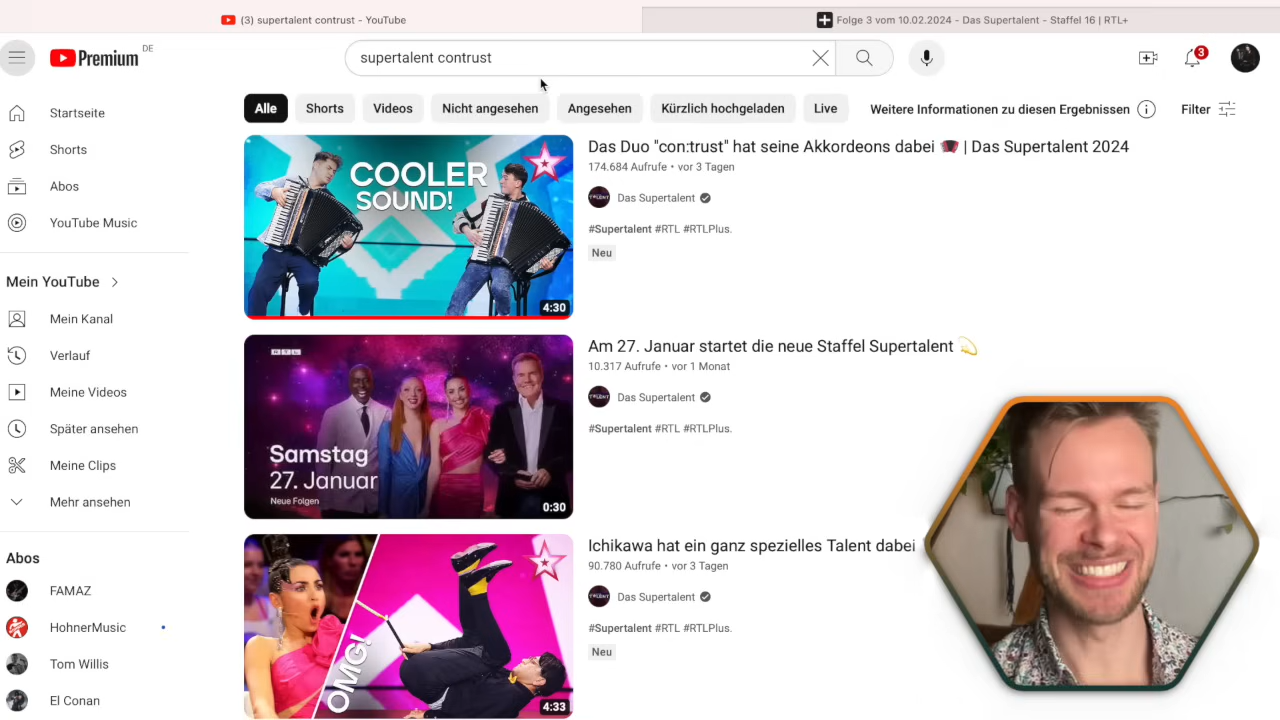 (3) supertalent contrust - YouTube
Folge 3 vom 10.02.2024 - Das Supertalent - Staffel 16 | RTL+
Premium DE
supertalent contrust
3
Alle
Shorts
Videos
Nicht angesehen
Angesehen
Kürzlich hochgeladen
Live
Weitere Informationen zu diesen Ergebnissen
Filter
Startseite
Shorts
Abos
YouTube Music
Mein YouTube
Mein Kanal
Verlauf
Meine Videos
Später ansehen
Meine Clips
Mehr ansehen
Abos
FAMAZ
HohnerMusic
Tom Willis
El Conan
COOLER
SOUND!
4:30
Das Duo "con:trust" hat seine Akkordeons dabei 🪗 | Das Supertalent 2024
174.684 Aufrufe • vor 3 Tagen
Das Supertalent
#Supertalent #RTL #RTLPlus.
Neu
RTL
Samstag
27. Januar
Neue Folgen
0:30
Am 27. Januar startet die neue Staffel Supertalent 💫
10.317 Aufrufe • vor 1 Monat
Das Supertalent
#Supertalent #RTL #RTLPlus.
OMG!
4:33
Ichikawa hat ein ganz spezielles Talent dabei
90.780 Aufrufe • vor 3 Tagen
Das Supertalent
#Supertalent #RTL #RTLPlus.
Neu